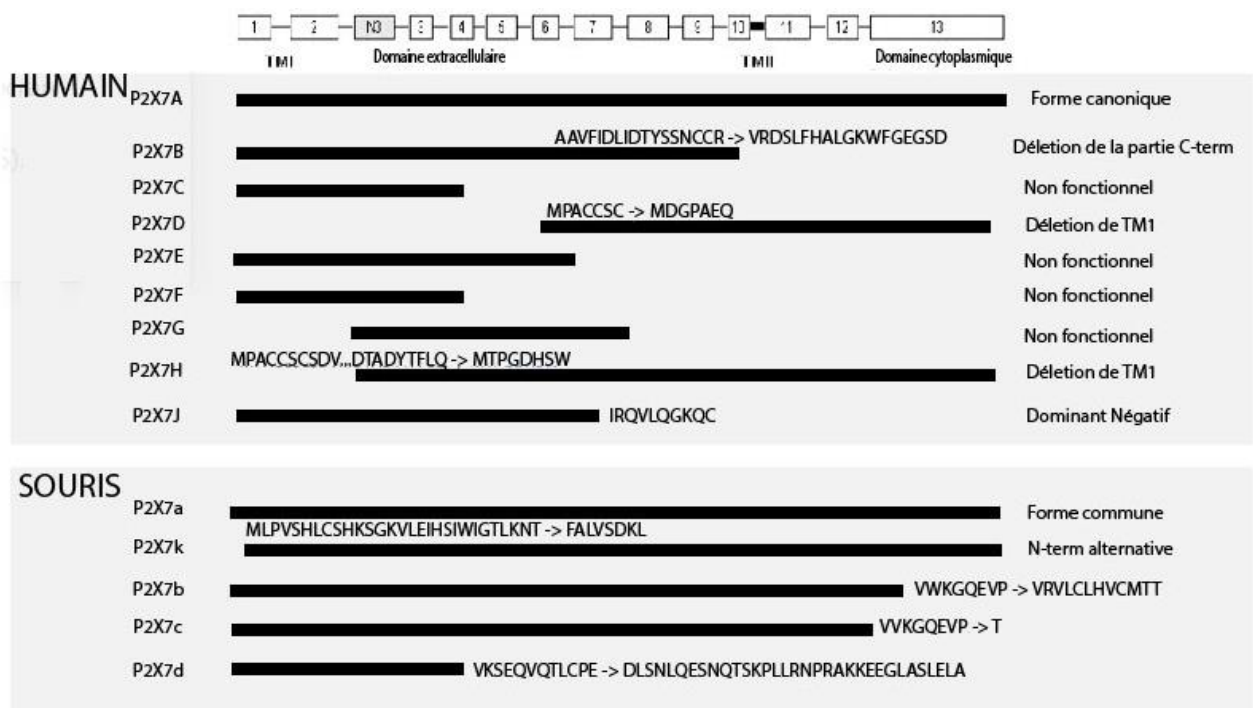 1 2 N3 3 4 5 6 7 8 9 10 11 12 13
TM I Domaine extracellulaire TM II Domaine cytoplasmique
HUMAIN
P2X7A Forme canonique
AAVFIDLIDTYSSNCCR -> VRDSLFHALGKWFGEGSD
P2X7B Déletion de la partie C-term
P2X7C Non fonctionnel
MPACCSC -> MDGPAEQ
P2X7D Déletion de TM1
P2X7E Non fonctionnel
P2X7F Non fonctionnel
P2X7G Non fonctionnel
MPACCSCSDV...DTADYTFLQ -> MTPGDHSW
P2X7H Déletion de TM1
P2X7J IRQVLQGKQC Dominant Négatif
SOURIS
P2X7a Forme commune
MLPVSHLCSHKSGKVLEIHSIWIGTLKNT -> FALVSDKL
P2X7k N-term alternative
P2X7b VWKGQEVP -> VRVLCLHVCMTT
P2X7c VVKGQEVP -> T
P2X7d VKSEQVQTLCPE -> DLSNLQESNQTSKPLLRNPRAKKEEGLASLELA